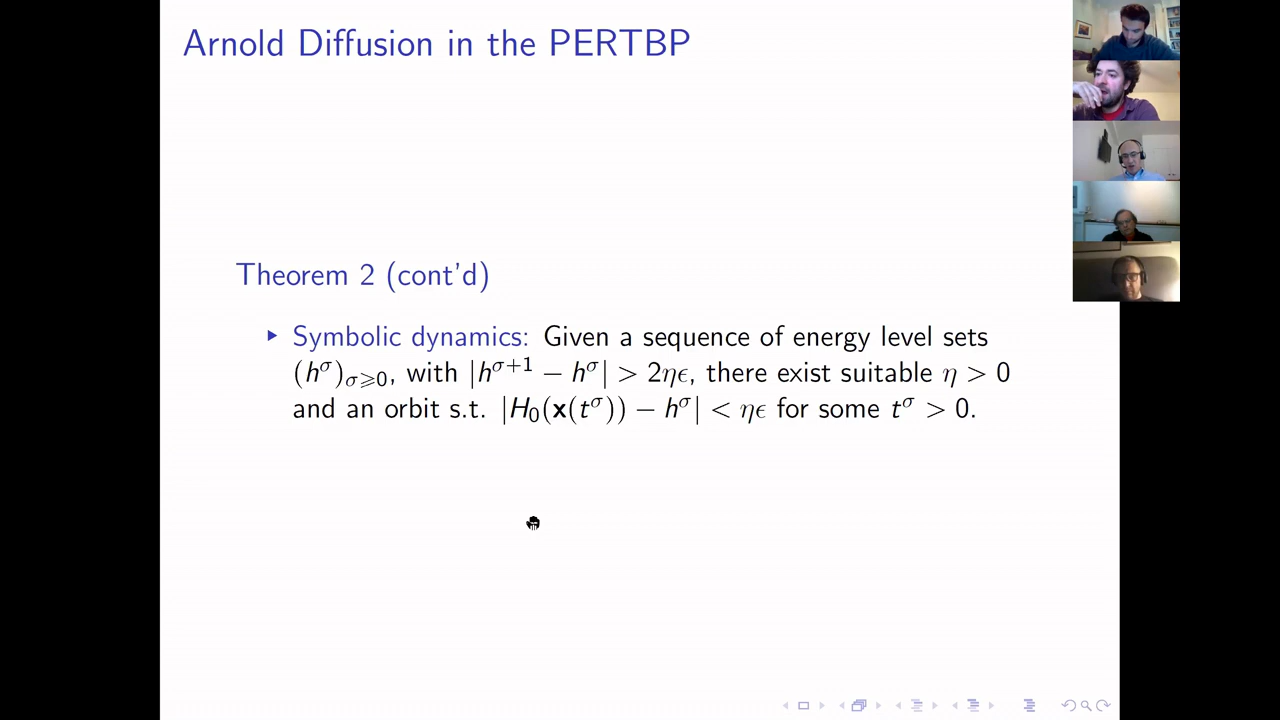 Arnold Diffusion in the PERTBP
Theorem 2 (cont'd)
▶ Symbolic dynamics: Given a sequence of energy level sets
(h^σ)_{σ⩾0}, with |h^{σ+1} − h^σ| > 2ηϵ, there exist suitable η > 0
and an orbit s.t. |H_0(x(t^σ)) − h^σ| < ηϵ for some t^σ > 0.